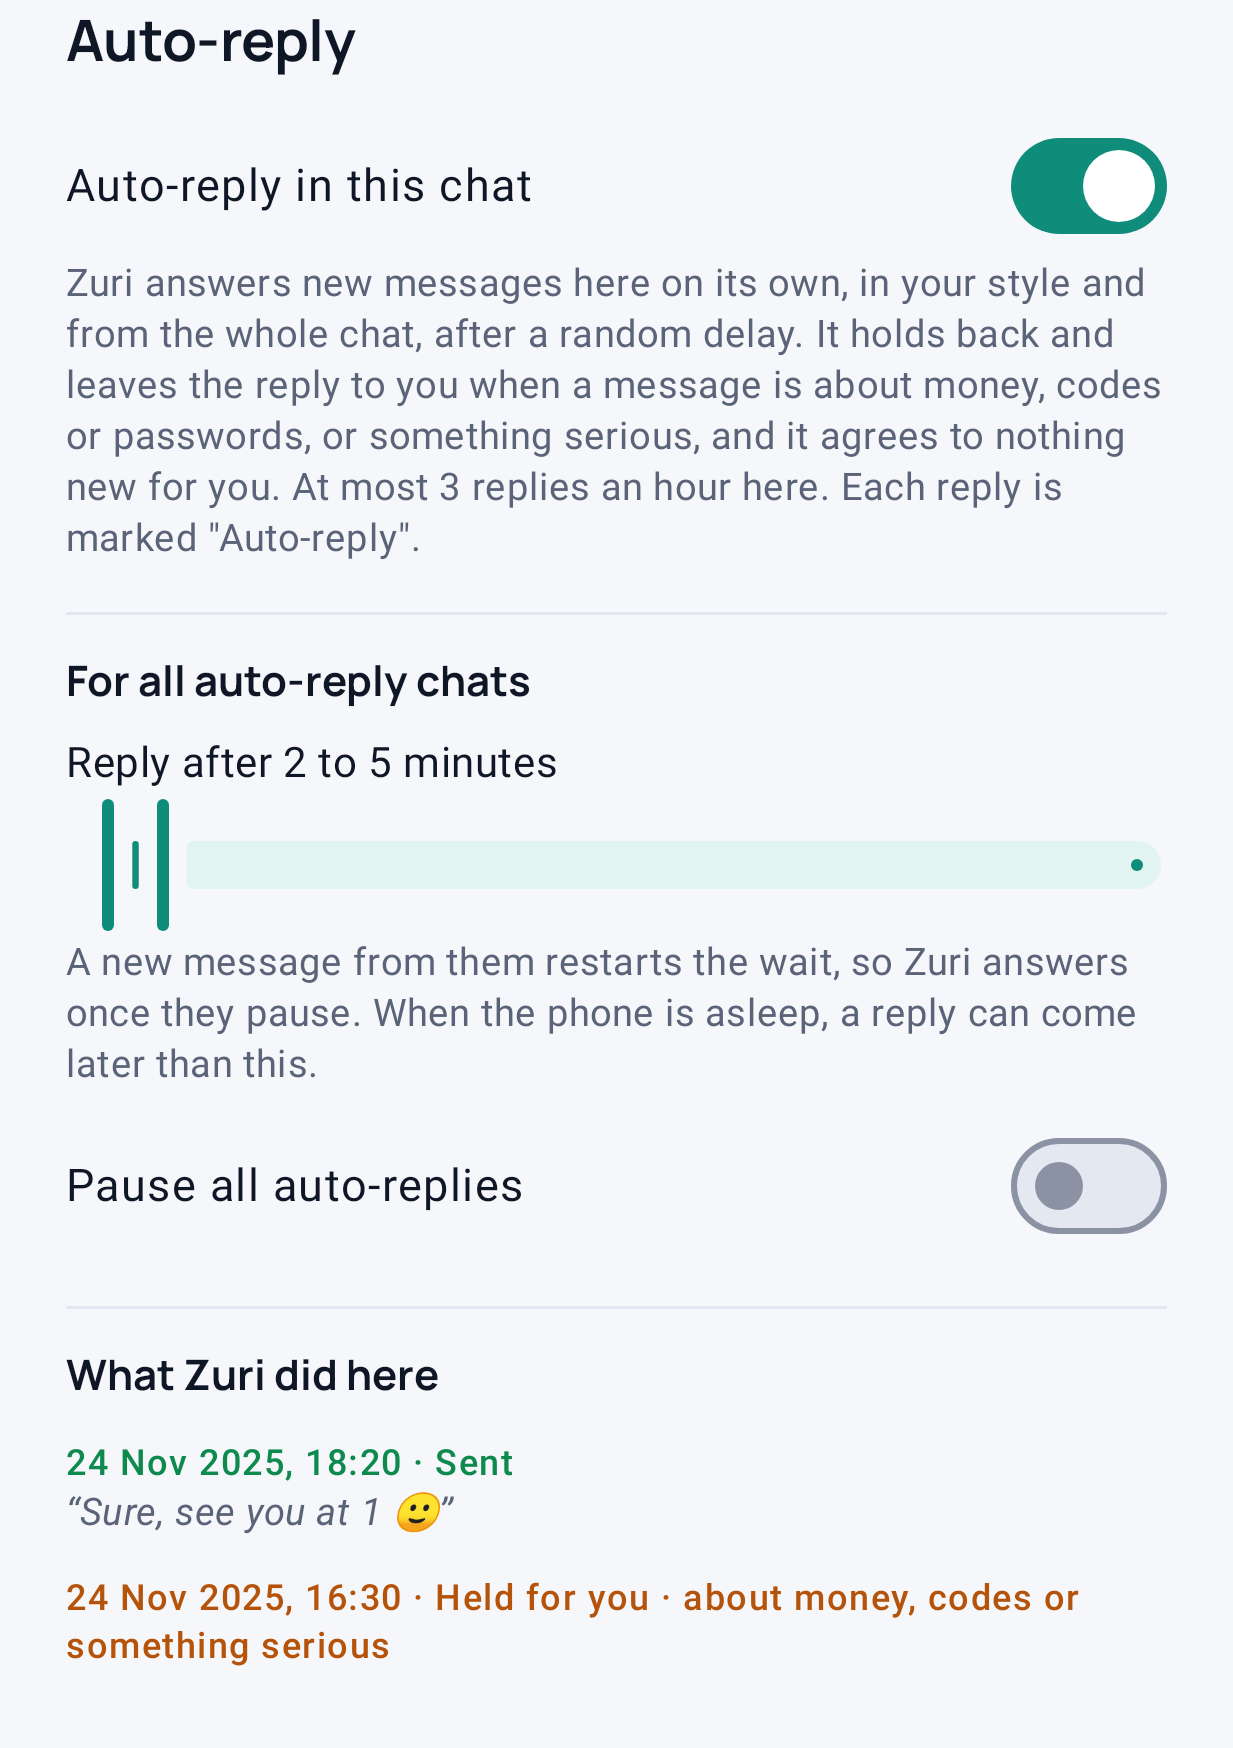 Auto-reply
Auto-reply in this chat
Zuri answers new messages here on its own, in your style and
from the whole chat, after a random delay. It holds back and
leaves the reply to you when a message is about money, codes
or passwords, or something serious, and it agrees to nothing
new for you. At most 3 replies an hour here. Each reply is
marked "Auto-reply".
For all auto-reply chats
Reply after 2 to 5 minutes
A new message from them restarts the wait, so Zuri answers
once they pause. When the phone is asleep, a reply can come
later than this.
Pause all auto-replies
What Zuri did here
24 Nov 2025, 18:20 · Sent
“Sure, see you at 1 🙂”
24 Nov 2025, 16:30 · Held for you · about money, codes or
something serious